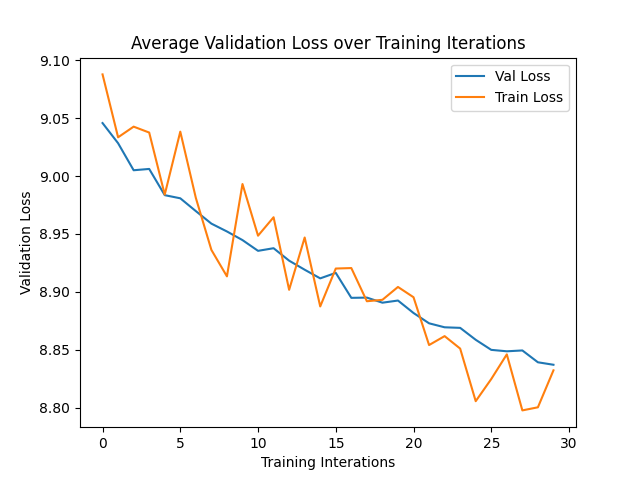 Average Validation Loss over Training Iterations
Val Loss
Train Loss
Validation Loss
9.10
9.05
9.00
8.95
8.90
8.85
8.80
0 5 10 15 20 25 30
Training Interations